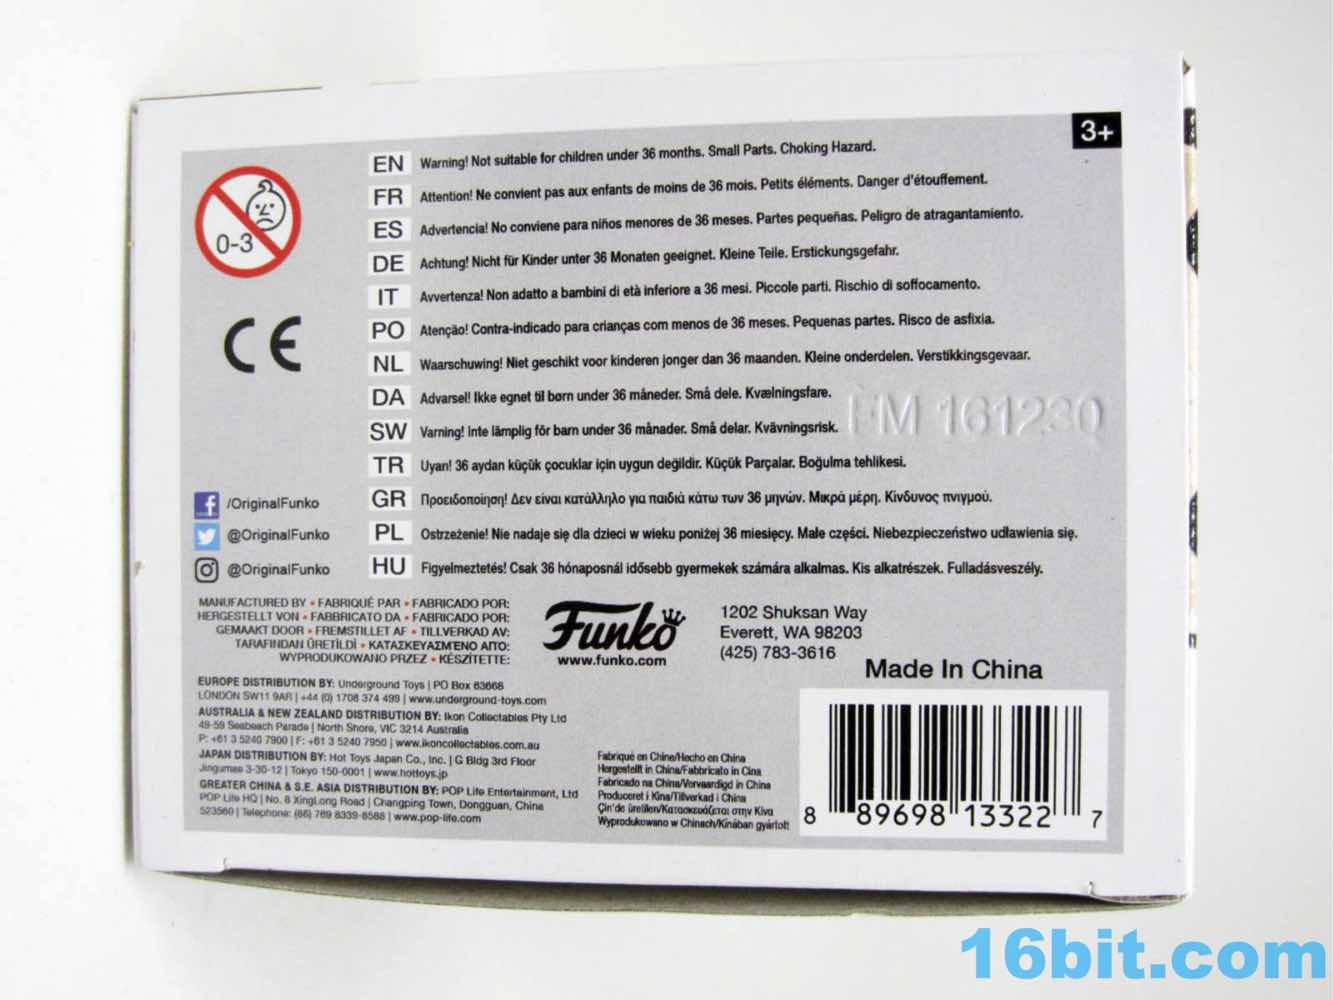 3+
0-3
CE
EN Warning! Not suitable for children under 36 months. Small Parts. Choking Hazard.
FR Attention! Ne convient pas aux enfants de moins de 36 mois. Petits éléments. Danger d'étouffement.
ES Advertencia! No conviene para niños menores de 36 meses. Partes pequeñas. Peligro de atragantamiento.
DE Achtung! Nicht für Kinder unter 36 Monaten geeignet. Kleine Teile. Erstickungsgefahr.
IT Avvertenza! Non adatto a bambini di età inferiore a 36 mesi. Piccole parti. Rischio di soffocamento.
PO Atenção! Contra-indicado para crianças com menos de 36 meses. Pequenas partes. Risco de asfixia.
NL Waarschuwing! Niet geschikt voor kinderen jonger dan 36 maanden. Kleine onderdelen. Verstikkingsgevaar.
DA Advarsel! Ikke egnet til børn under 36 måneder. Små dele. Kvælningsfare.
SW Varning! Inte lämplig för barn under 36 månader. Små delar. Kvävningsrisk.
TR Uyan! 36 aydan küçük çocuklar için uygun değildir. Küçük Parçalar. Boğulma tehlikesi.
GR Προειδοποίηση! Δεν είναι κατάλληλο για παιδιά κάτω των 36 μηνών. Μικρά μέρη. Κίνδυνος πνιγμού.
PL Ostrzeżenie! Nie nadaje się dla dzieci w wieku poniżej 36 miesięcy. Małe części. Niebezpieczeństwo udławienia się.
HU Figyelmeztetés! Csak 36 hónaposnál idősebb gyermekek számára alkalmas. Kis alkatrészek. Fulladásveszély.
FM 161230
/OriginalFunko
@OriginalFunko
@OriginalFunko
MANUFACTURED BY • FABRIQUÉ PAR • FABRICADO POR:
HERGESTELLT VON • FABBRICATO DA • FABRICADO POR:
GEMAAKT DOOR • FREMSTILLET AF • TILLVERKAD AV:
TARAFINDAN ÜRETİLDİ • ΚΑΤΑΣΚΕΥΑΣΜΈΝΟ ΑΠΌ:
WYPRODUKOWANO PRZEZ • KÉSZÍTETTE:
Funko
www.funko.com
1202 Shuksan Way
Everett, WA 98203
(425) 783-3616
Made In China
EUROPE DISTRIBUTION BY: Underground Toys | PO Box 63668
LONDON SW11 9AR | +44 (0) 1708 374 499 | www.underground-toys.com
AUSTRALIA & NEW ZEALAND DISTRIBUTION BY: Ikon Collectables Pty Ltd
49-59 Seabeach Parade | North Shore, VIC 3214 Australia
P: +61 3 5240 7900 | F: +61 3 5240 7950 | www.ikoncollectables.com.au
JAPAN DISTRIBUTION BY: Hot Toys Japan Co., Inc. | G Bldg 3rd Floor
Jingumae 3-30-12 | Tokyo 150-0001 | www.hottoys.jp
GREATER CHINA & S.E. ASIA DISTRIBUTION BY: POP Life Entertainment, Ltd
POP Life HQ | No. 8 XingLong Road | Changping Town, Dongguan, China
523560 | Telephone: (86) 769 8339-8588 | www.pop-life.com
Fabriqué en Chine/Hecho en China
Hergestellt in China/Fabbricato in Cina
Fabricado na China/Vervaardigd in China
Produceret i Kina/Tillverkad i China
Çin'de üretilen/Κατασκευάζεται στην Κίνα
Wyprodukowano w Chinach/Kínában gyártott
8 89698 13322 7
16bit.com